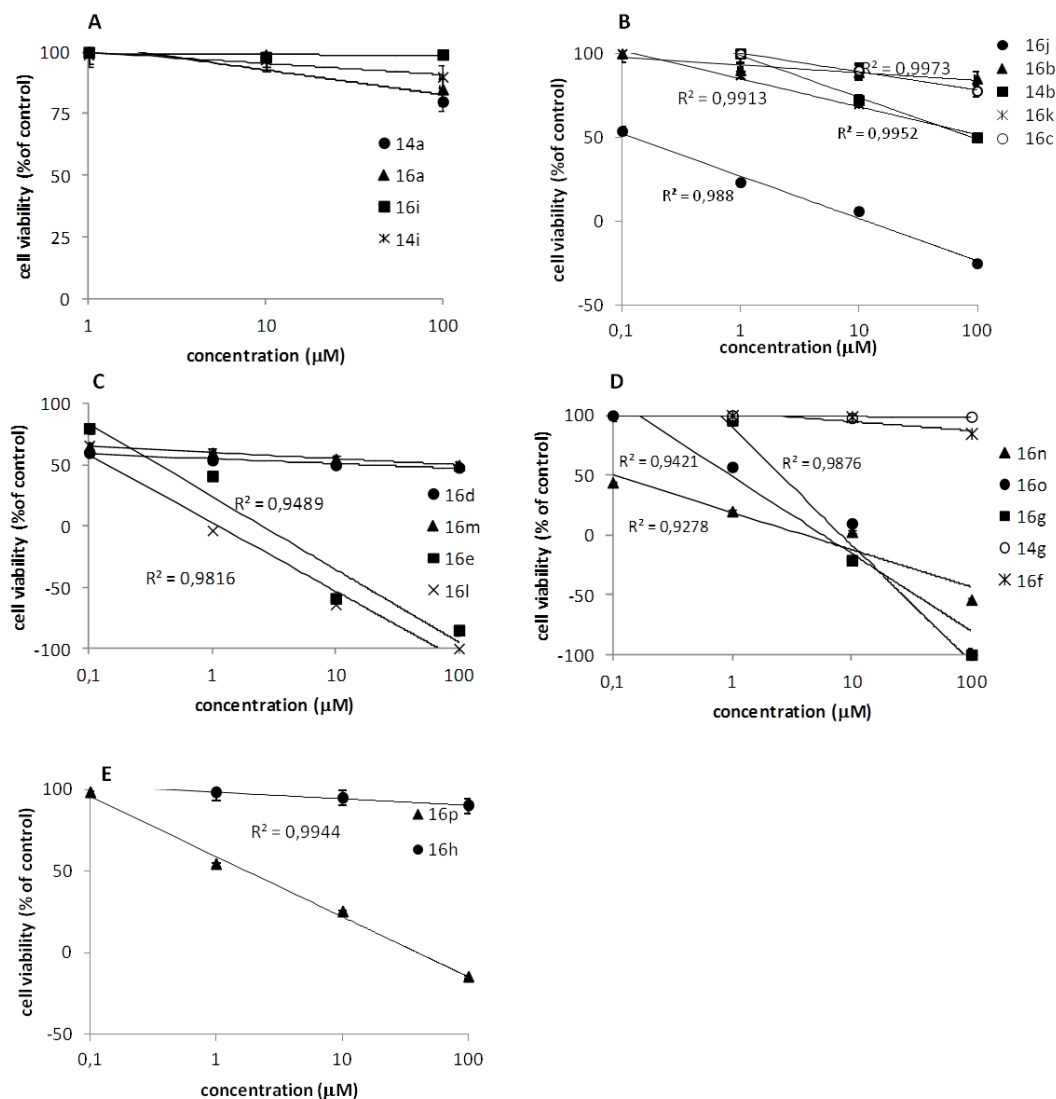 A
cell viability (%of control)
100
75
50
25
0
14a
16a
16i
14i
1
10
100
concentration (µM)
B
cell viability (%of control)
100
50
0
-50
R² = 0,9973
R² = 0,9913
R² = 0,9952
R² = 0,988
16j
16b
14b
16k
16c
0,1
1
10
100
concentration (µM)
C
cell viability (%of control)
100
50
0
-50
-100
R² = 0,9489
R² = 0,9816
16d
16m
16e
16l
0,1
1
10
100
concentration (µM)
D
cell viability (% of control)
100
50
0
-50
-100
R² = 0,9421
R² = 0,9876
R² = 0,9278
16n
16o
16g
14g
16f
0,1
1
10
100
concentration (µM)
E
cell viability (% of control)
100
50
0
-50
R² = 0,9944
16p
16h
0,1
1
10
100
concentration (µM)